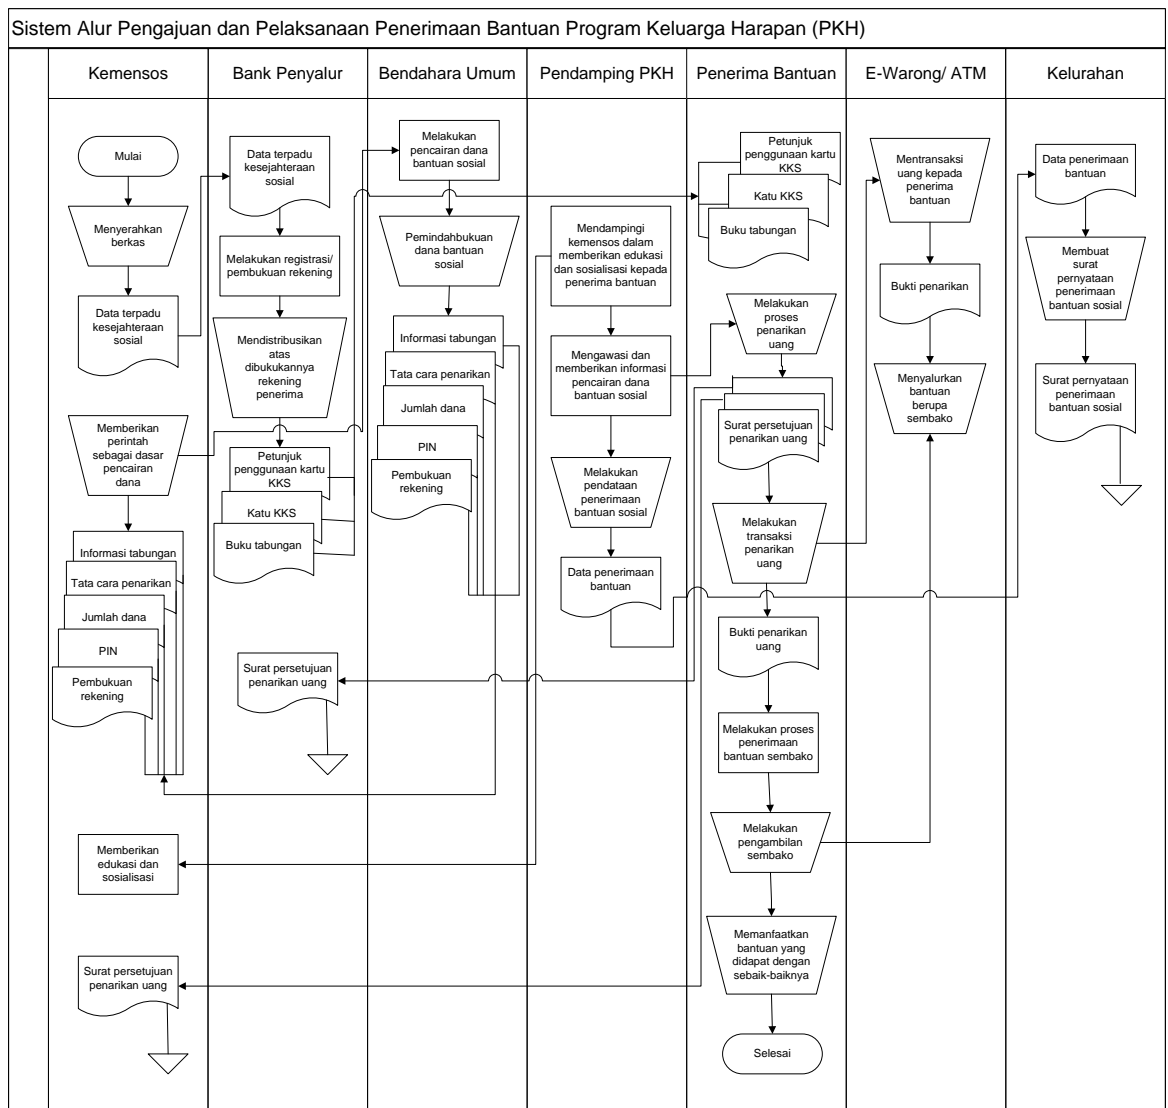 Sistem Alur Pengajuan dan Pelaksanaan Penerimaan Bantuan Program Keluarga Harapan (PKH)
Kemensos
Bank Penyalur
Bendahara Umum
Pendamping PKH
Penerima Bantuan
E-Warong/ ATM
Kelurahan
Mulai
Menyerahkan
berkas
Data terpadu
kesejahteraan
sosial
Memberikan
perintah
sebagai dasar
pencairan
dana
Informasi tabungan
Tata cara penarikan
Jumlah dana
PIN
Pembukuan
rekening
Memberikan
edukasi dan
sosialisasi
Surat persetujuan
penarikan uang
Data terpadu
kesejahteraan
sosial
Melakukan registrasi/
pembukuan rekening
Mendistribusikan
atas
dibukukannya
rekening
penerima
Petunjuk
penggunaan kartu
KKS
Katu KKS
Buku tabungan
Surat persetujuan
penarikan uang
Melakukan
pencairan dana
bantuan sosial
Pemindahbukuan
dana bantuan
sosial
Informasi tabungan
Tata cara penarikan
Jumlah dana
PIN
Pembukuan
rekening
Mendampingi
kemensos dalam
memberikan edukasi
dan sosialisasi kepada
penerima bantuan
Mengawasi dan
memberikan informasi
pencairan dana
bantuan sosial
Melakukan
pendataan
penerimaan
bantuan sosial
Data penerimaan
bantuan
Petunjuk
penggunaan kartu
KKS
Katu KKS
Buku tabungan
Melakukan
proses
penarikan
uang
Surat persetujuan
penarikan uang
Melakukan
transaksi
penarikan
uang
Bukti penarikan
uang
Melakukan proses
penerimaan
bantuan sembako
Melakukan
pengambilan
sembako
Memanfaatkan
bantuan yang
didapat dengan
sebaik-baiknya
Selesai
Mentransaksi
uang kepada
penerima
bantuan
Bukti penarikan
Menyalurkan
bantuan
berupa
sembako
Data penerimaan
bantuan
Membuat
surat
pernyataan
penerimaan
bantuan sosial
Surat pernyataan
penerimaan
bantuan sosial